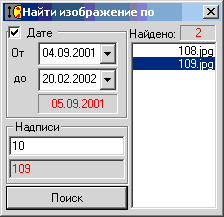 Найти изображение по
Дате
Найдено: 2
От 04.09.2001
до 20.02.2002
05.09.2001
108.jpg
109.jpg
Надписи
10
109
Поиск